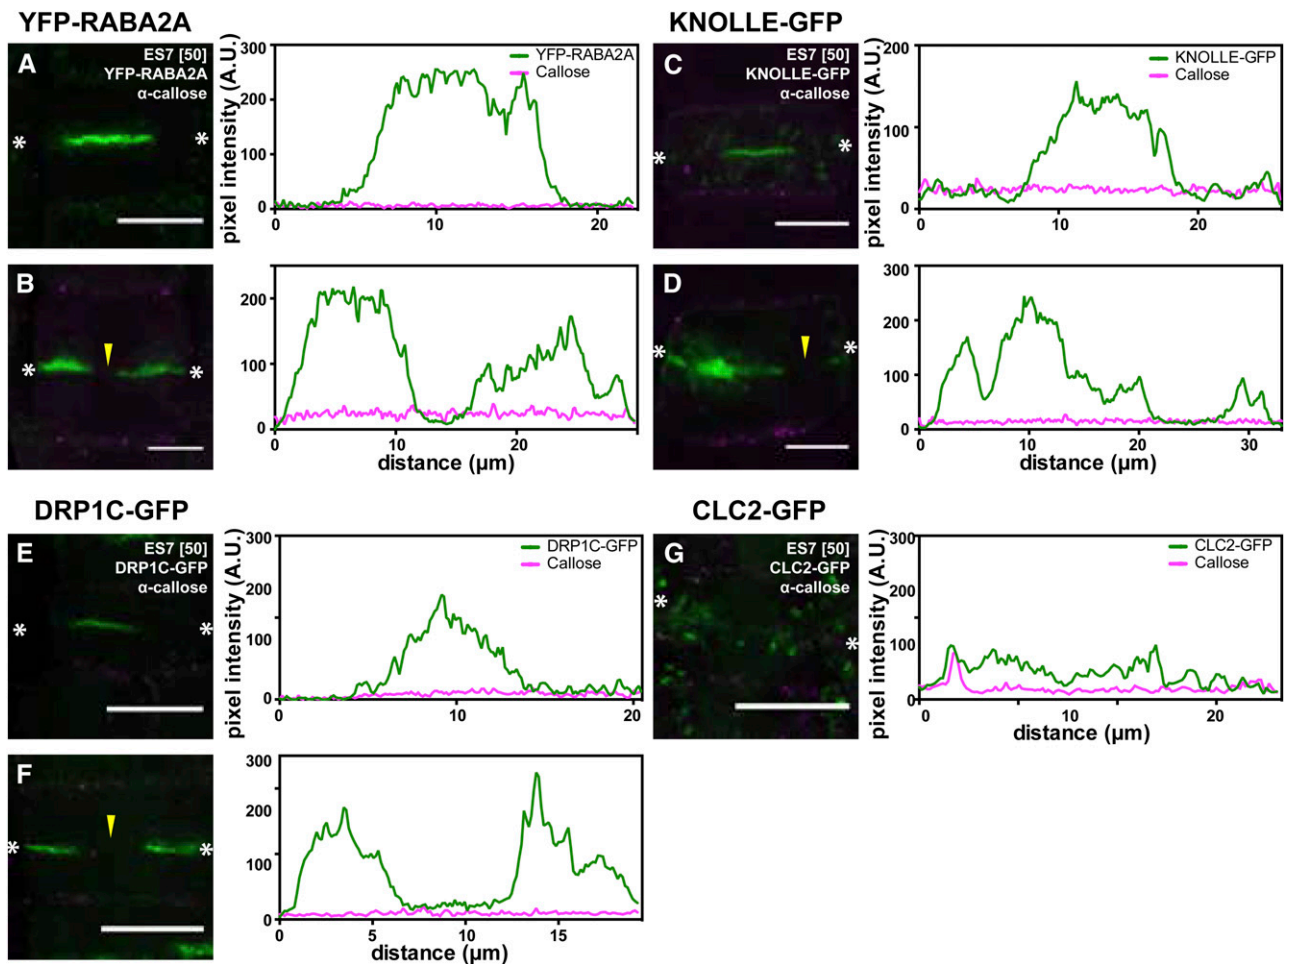 YFP-RABA2A
KNOLLE-GFP
A
ES7 [50]
YFP-RABA2A
α-callose
*
*
pixel intensity (A.U.)
300
200
100
0
0
10
20
YFP-RABA2A
Callose
C
ES7 [50]
KNOLLE-GFP
α-callose
*
*
pixel intensity (A.U.)
200
100
0
0
10
20
KNOLLE-GFP
Callose
B
*
*
200
100
0
0
10
20
distance (µm)
D
*
*
300
200
100
0
0
10
20
30
distance (µm)
DRP1C-GFP
CLC2-GFP
E
ES7 [50]
DRP1C-GFP
α-callose
*
*
pixel intensity (A.U.)
300
200
100
0
0
10
20
DRP1C-GFP
Callose
G
ES7 [50]
CLC2-GFP
α-callose
*
*
pixel intensity (A.U.)
300
200
100
0
0
10
20
distance (µm)
CLC2-GFP
Callose
F
*
*
300
200
100
0
0
5
10
15
distance (µm)